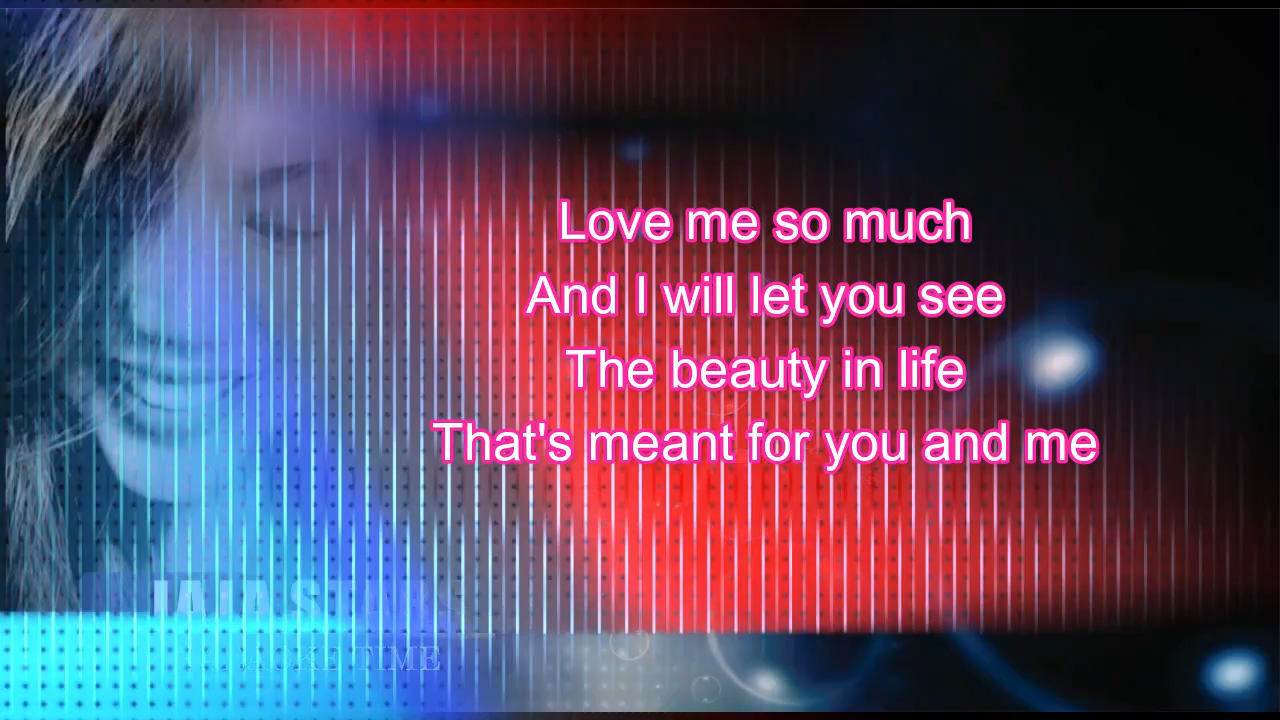 Love me so much
And I will let you see
The beauty in life
That's meant for you and me
TIME